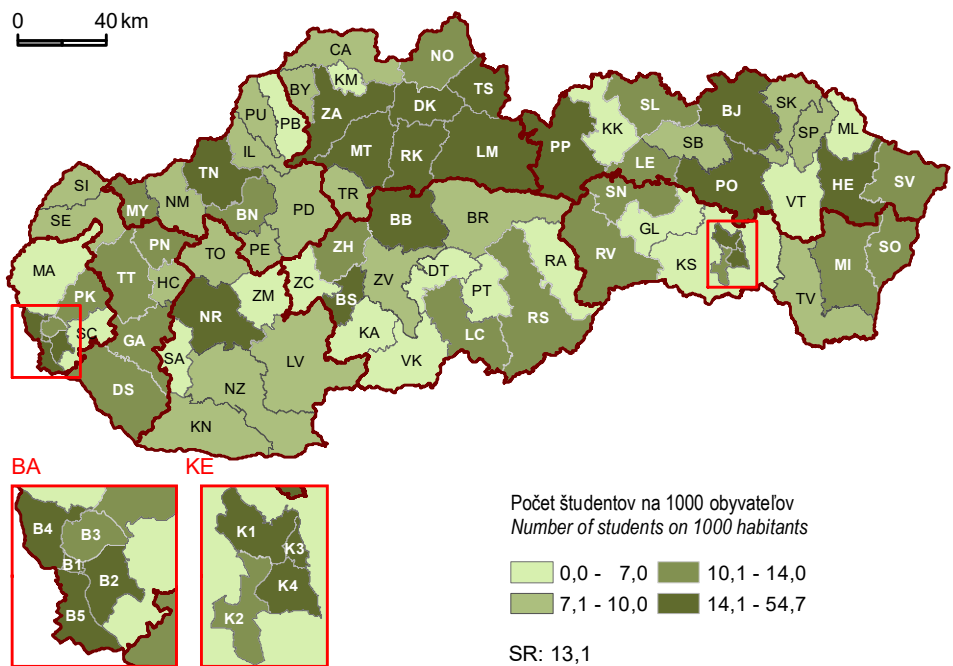 0 40 km
CA
NO
KM
TS
BY
ZA
DK
PU
PB
SL
BJ
SK
KK
SP
ML
IL
MT
RK
LM
PP
SB
TN
LE
SI
TR
SN
PO
HE
SV
MY
NM
BN
PD
VT
SE
BB
BR
GL
PN
PE
ZH
TO
RV
SO
MA
TT
HC
ZC
ZV
DT
RA
KS
MI
PK
ZM
BS
PT
TV
NR
SC
GA
KA
LC
RS
SA
LV
VK
DS
NZ
KN
BA
KE
B4
B3
B1
B2
B5
K1
K3
K4
K2
Počet študentov na 1000 obyvateľov
Number of students on 1000 habitants
0,0 - 7,0 10,1 - 14,0
7,1 - 10,0 14,1 - 54,7
SR: 13,1